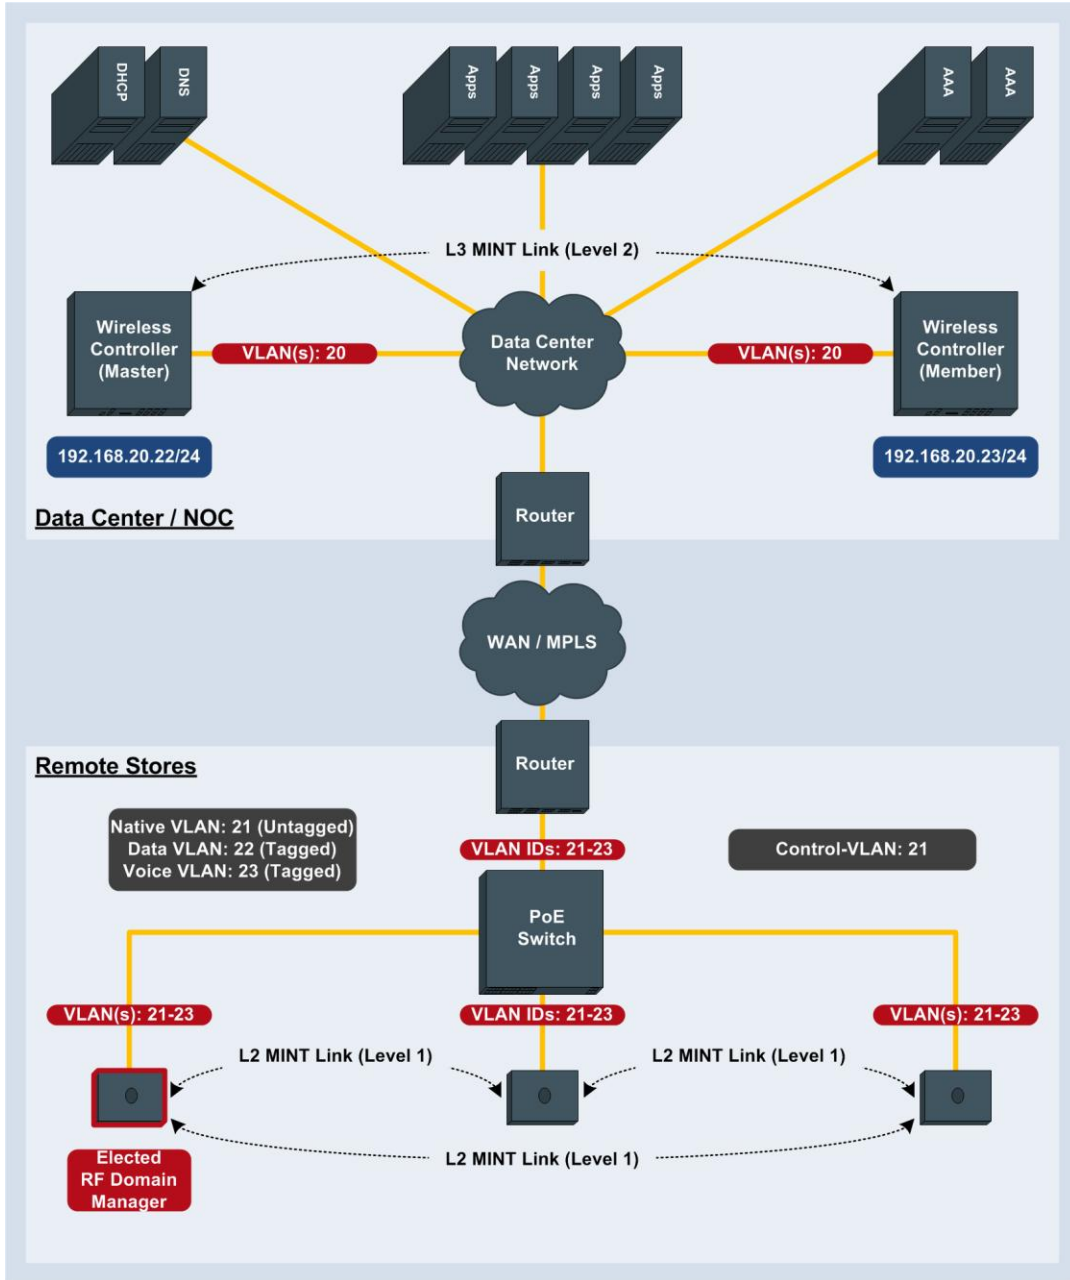 DHCP
DNS
Apps
Apps
Apps
Apps
AAA
AAA
L3 MINT Link (Level 2)
Wireless
Controller
(Master)
VLAN(s): 20
Data Center
Network
VLAN(s): 20
Wireless
Controller
(Member)
192.168.20.22/24
192.168.20.23/24
Data Center / NOC
Router
WAN / MPLS
Remote Stores
Router
Native VLAN: 21 (Untagged)
Data VLAN: 22 (Tagged)
Voice VLAN: 23 (Tagged)
VLAN IDs: 21-23
Control-VLAN: 21
PoE
Switch
VLAN(s): 21-23
VLAN IDs: 21-23
VLAN(s): 21-23
L2 MINT Link (Level 1)
L2 MINT Link (Level 1)
L2 MINT Link (Level 1)
Elected
RF Domain
Manager